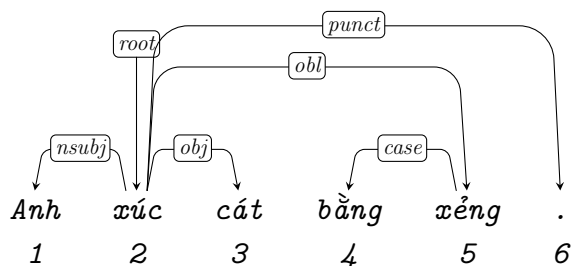 punct
root
obl
nsubj obj case
Anh xúc cát bằng xẻng .
1 2 3 4 5 6